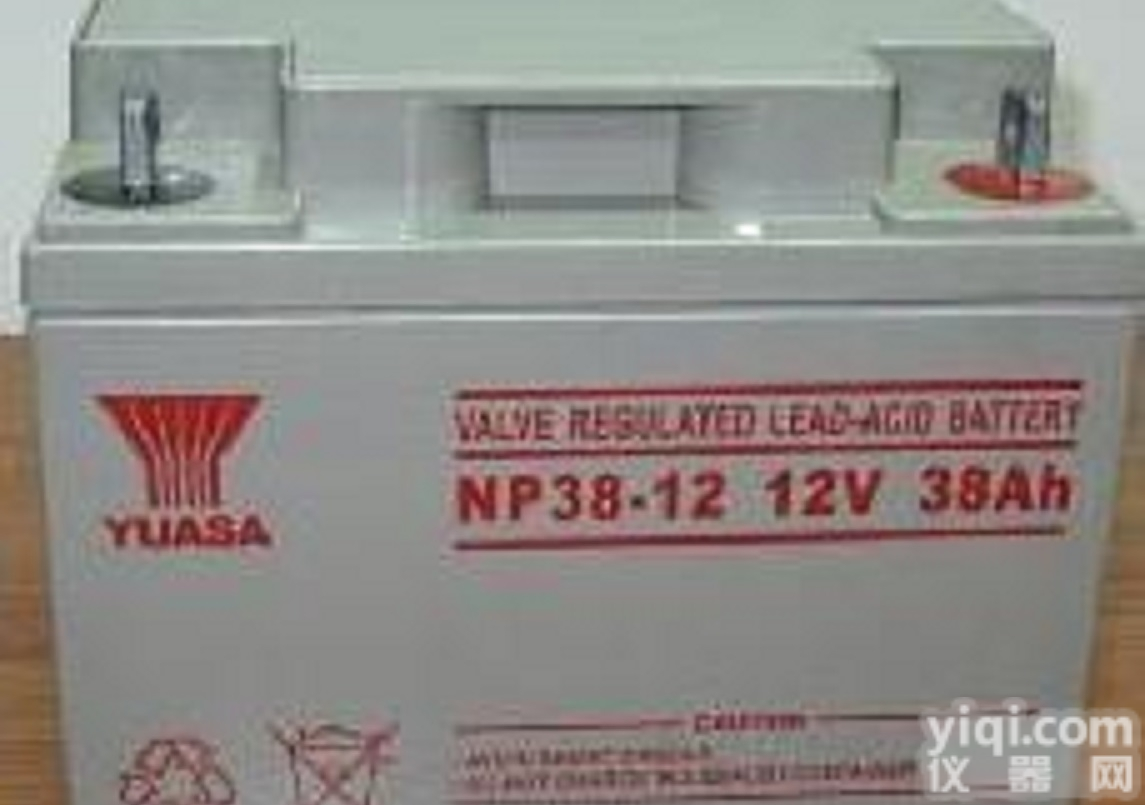 VALVE REGULATED LEAD-ACID BATTERY
NP38-12 12V 38Ah
YUASA
CAUTION
yiqi.com
仪器网